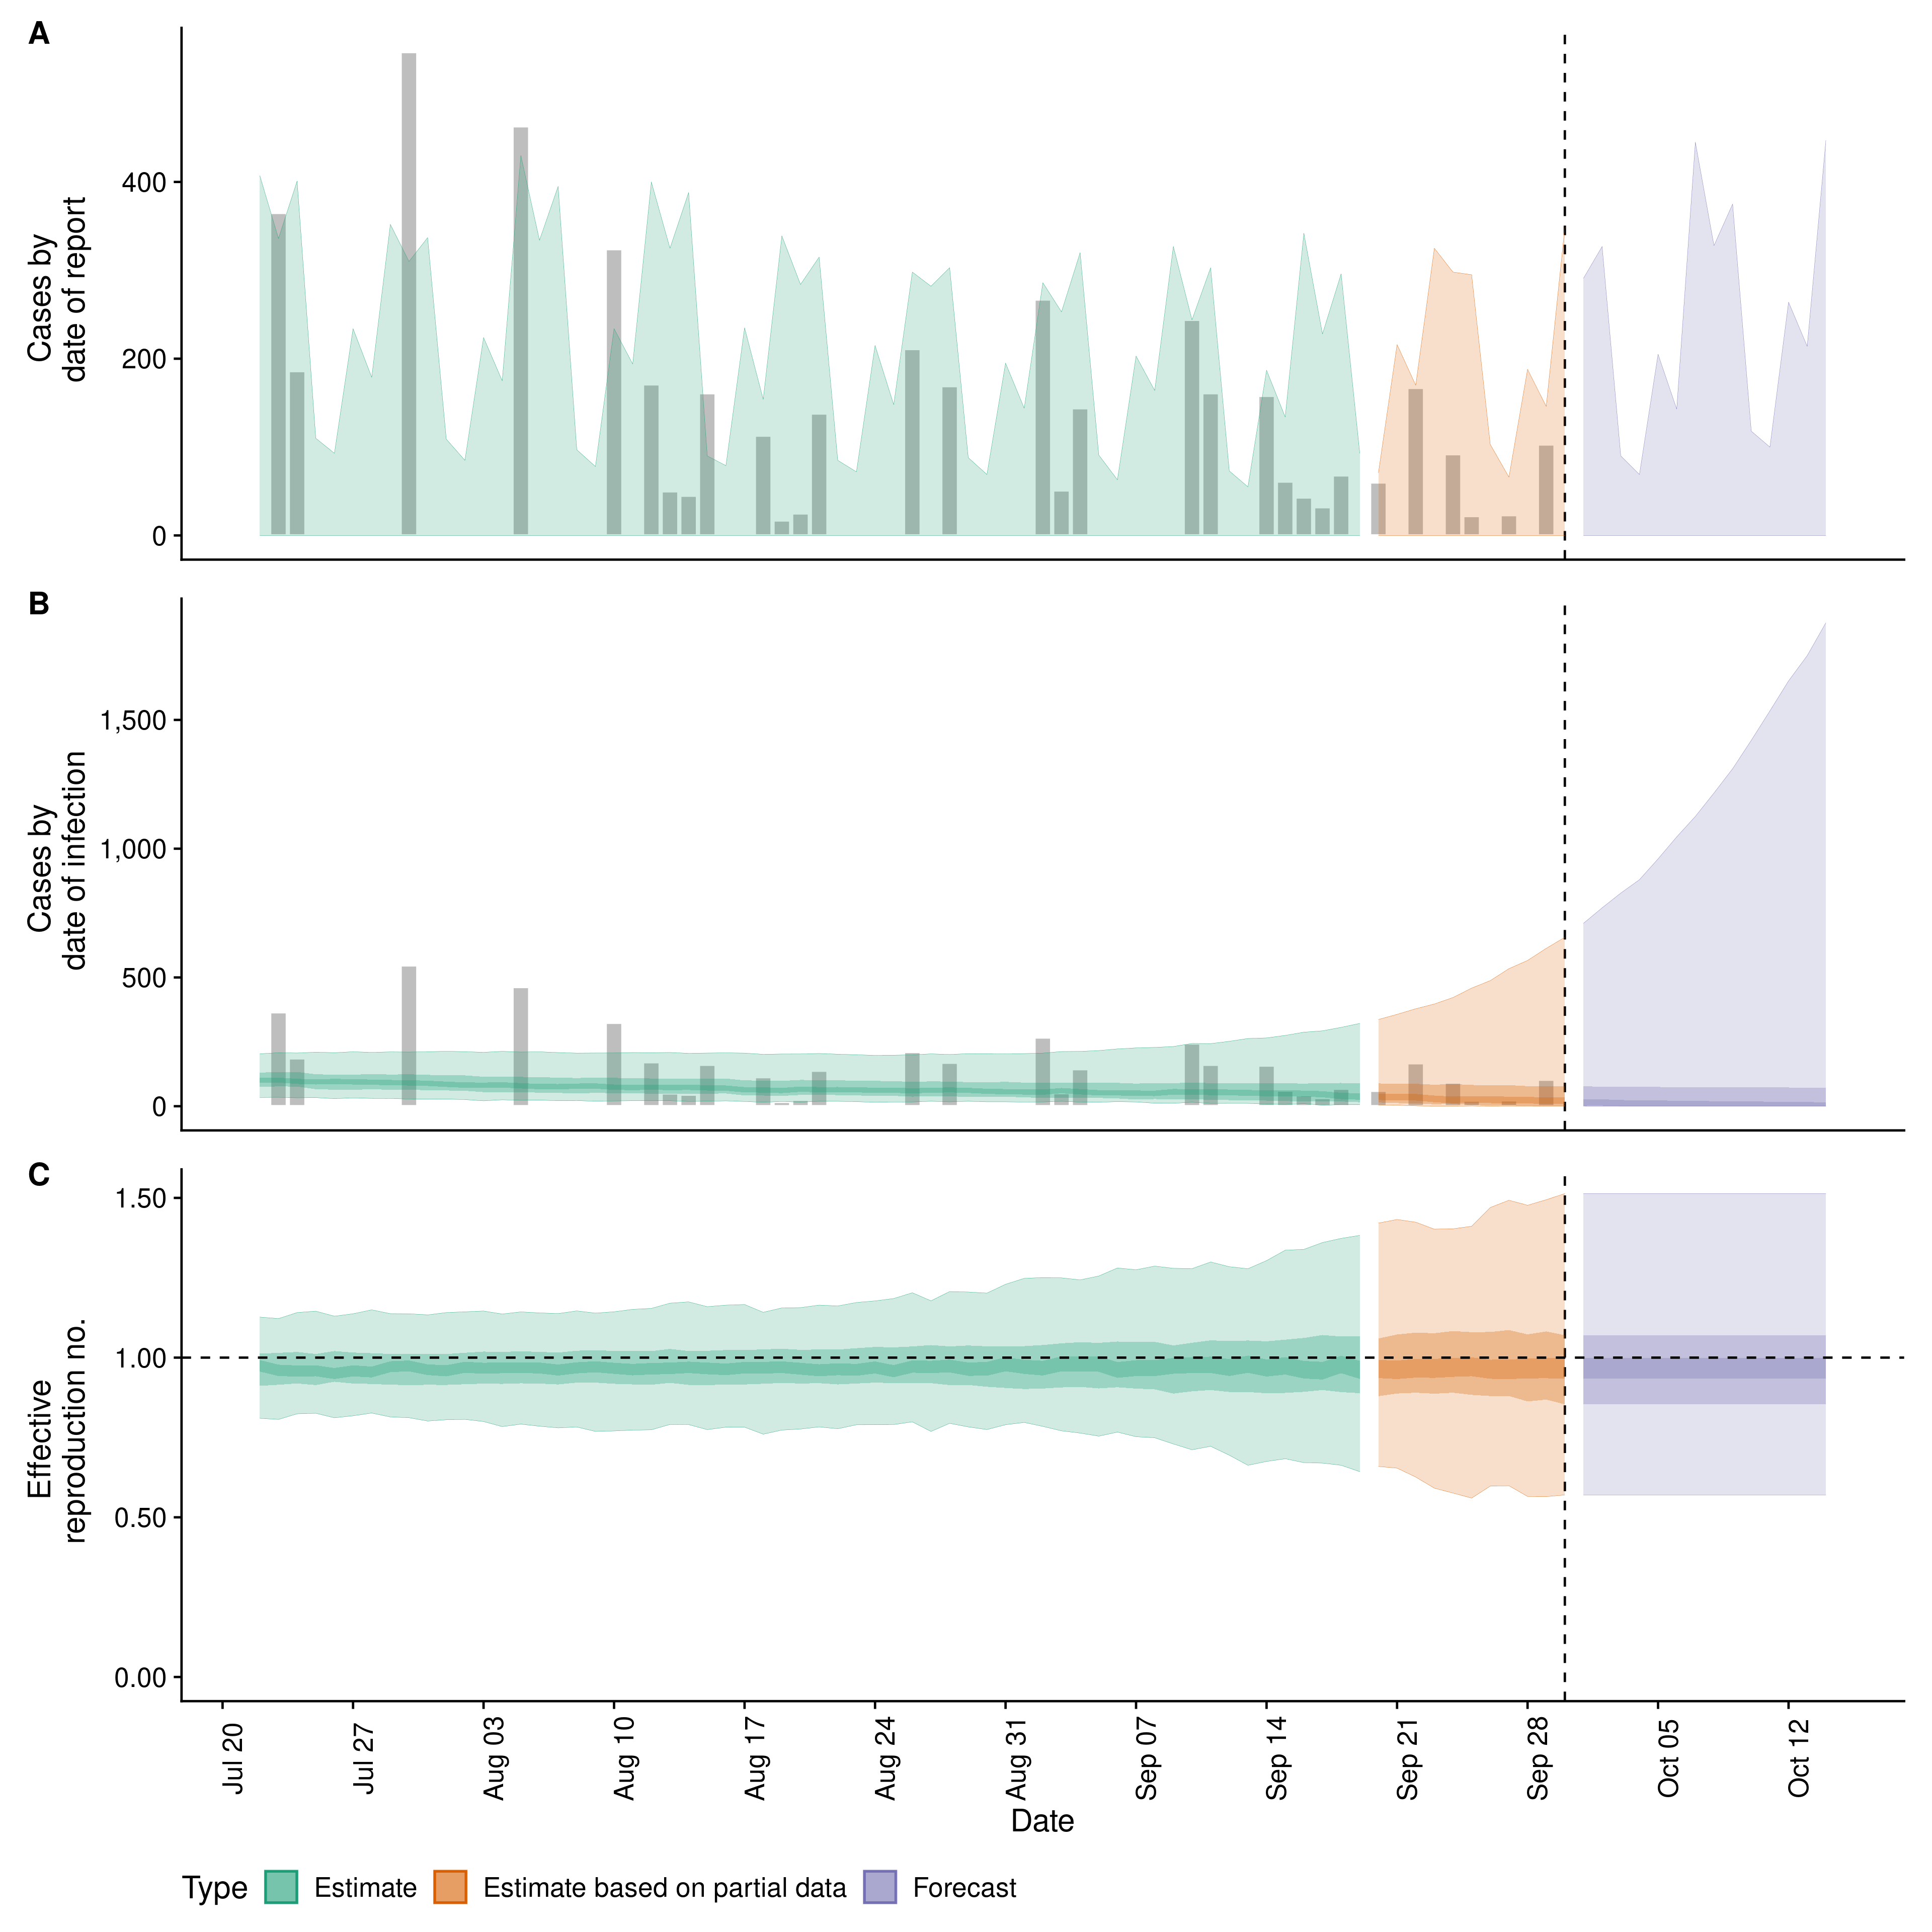 A
Cases by
date of report
400
200
0
B
Cases by
date of infection
1,500
1,000
500
0
C
Effective
reproduction no.
1.50
1.00
0.50
0.00
Jul 20
Jul 27
Aug 03
Aug 10
Aug 17
Aug 24
Aug 31
Sep 07
Sep 14
Sep 21
Sep 28
Oct 05
Oct 12
Date
Type Estimate Estimate based on partial data Forecast